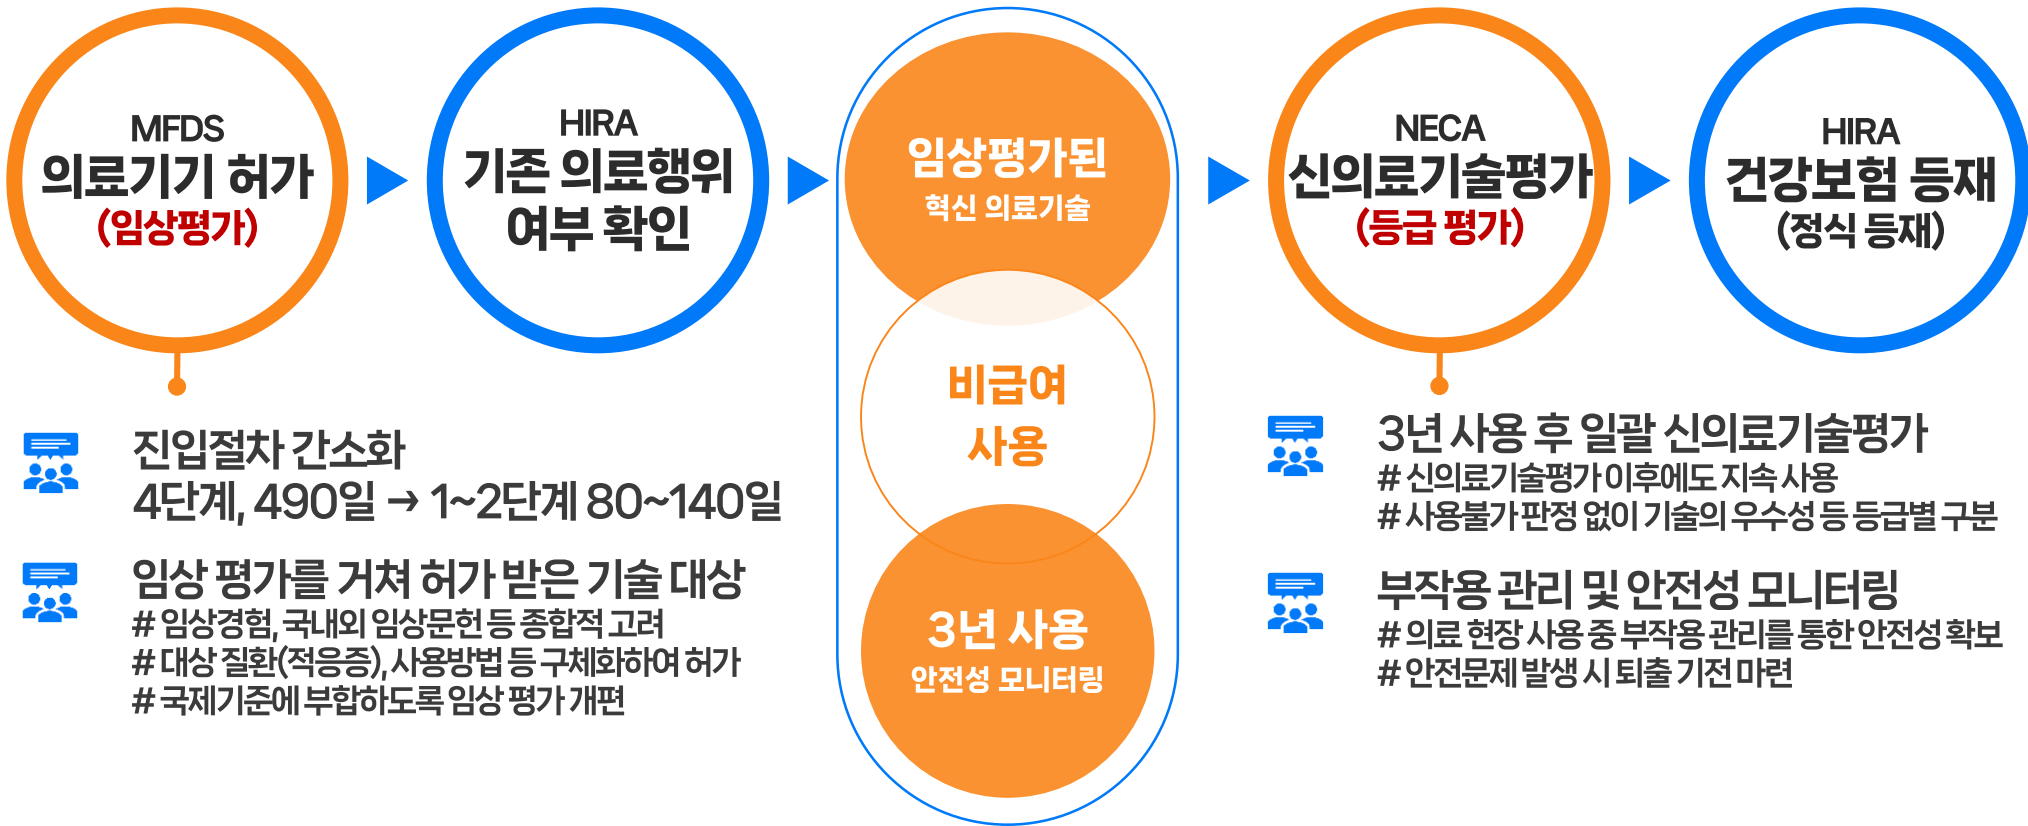 MFDS
의료기기 허가
(임상평가)
HIRA
기존 의료행위
여부 확인
임상평가된
혁신 의료기술
비급여
사용
3년 사용
안전성 모니터링
NECA
신의료기술평가
(등급 평가)
HIRA
건강보험 등재
(정식 등재)
진입절차 간소화
4단계, 490일 → 1~2단계 80~140일
임상 평가를 거쳐 허가 받은 기술 대상
# 임상경험, 국내외 임상문헌 등 종합적 고려
# 대상 질환(적응증), 사용방법 등 구체화하여 허가
# 국제기준에 부합하도록 임상 평가 개편
3년 사용 후 일괄 신의료기술평가
# 신의료기술평가 이후에도 지속 사용
# 사용불가 판정 없이 기술의 우수성 등 등급별 구분
부작용 관리 및 안전성 모니터링
# 의료 현장 사용 중 부작용 관리를 통한 안전성 확보
# 안전문제 발생 시 퇴출 기전 마련